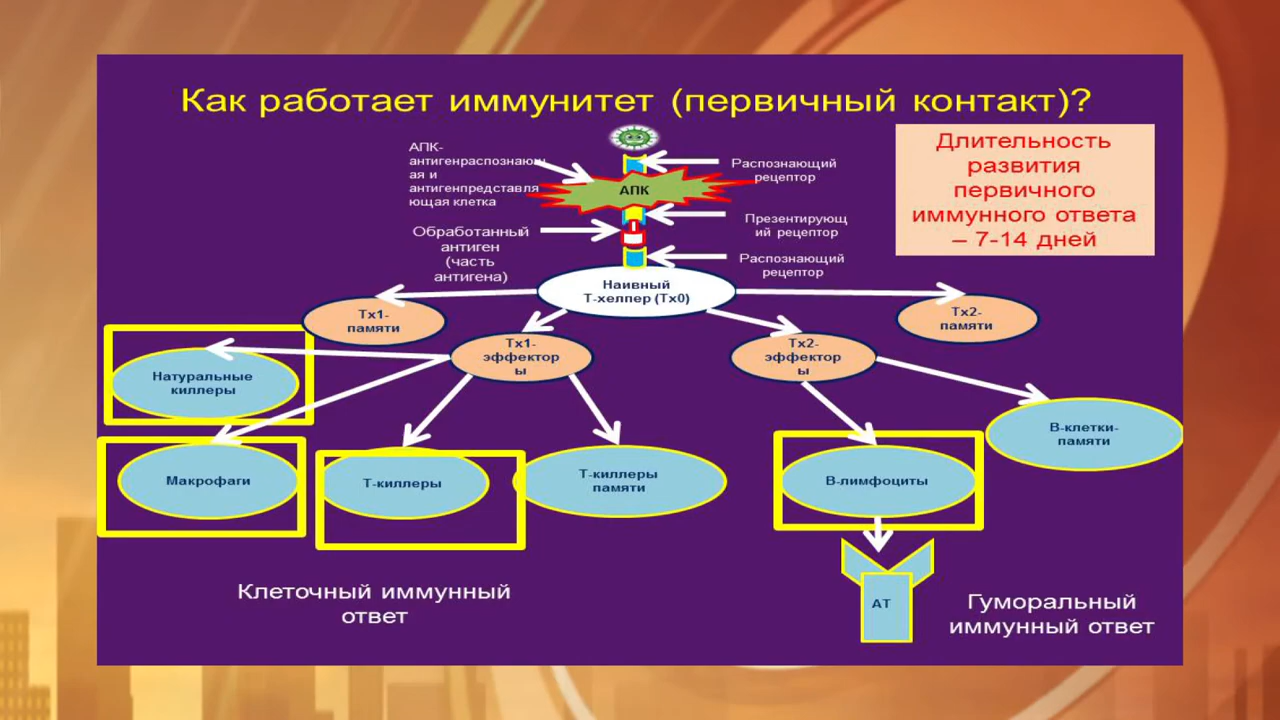 Как работает иммунитет (первичный контакт)?
АПК-
антигенраспознающ
ая и
антигенпредставля
ющая клетка
Распознающий
рецептор
АПК
Длительность
развития
первичного
иммунного ответа
– 7-14 дней
Презентирующ
ий рецептор
Обработанный
антиген
(часть
антигена)
Распознающий
рецептор
Наивный
Т-хелпер (Тх0)
Тх1-
памяти
Тх2-
памяти
Тх1-
эффектор
ы
Тх2-
эффектор
ы
Натуральные
киллеры
В-клетки-
памяти
Макрофаги
Т-киллеры
Т-киллеры
памяти
В-лимфоциты
Клеточный иммунный
ответ
АТ
Гуморальный
иммунный ответ